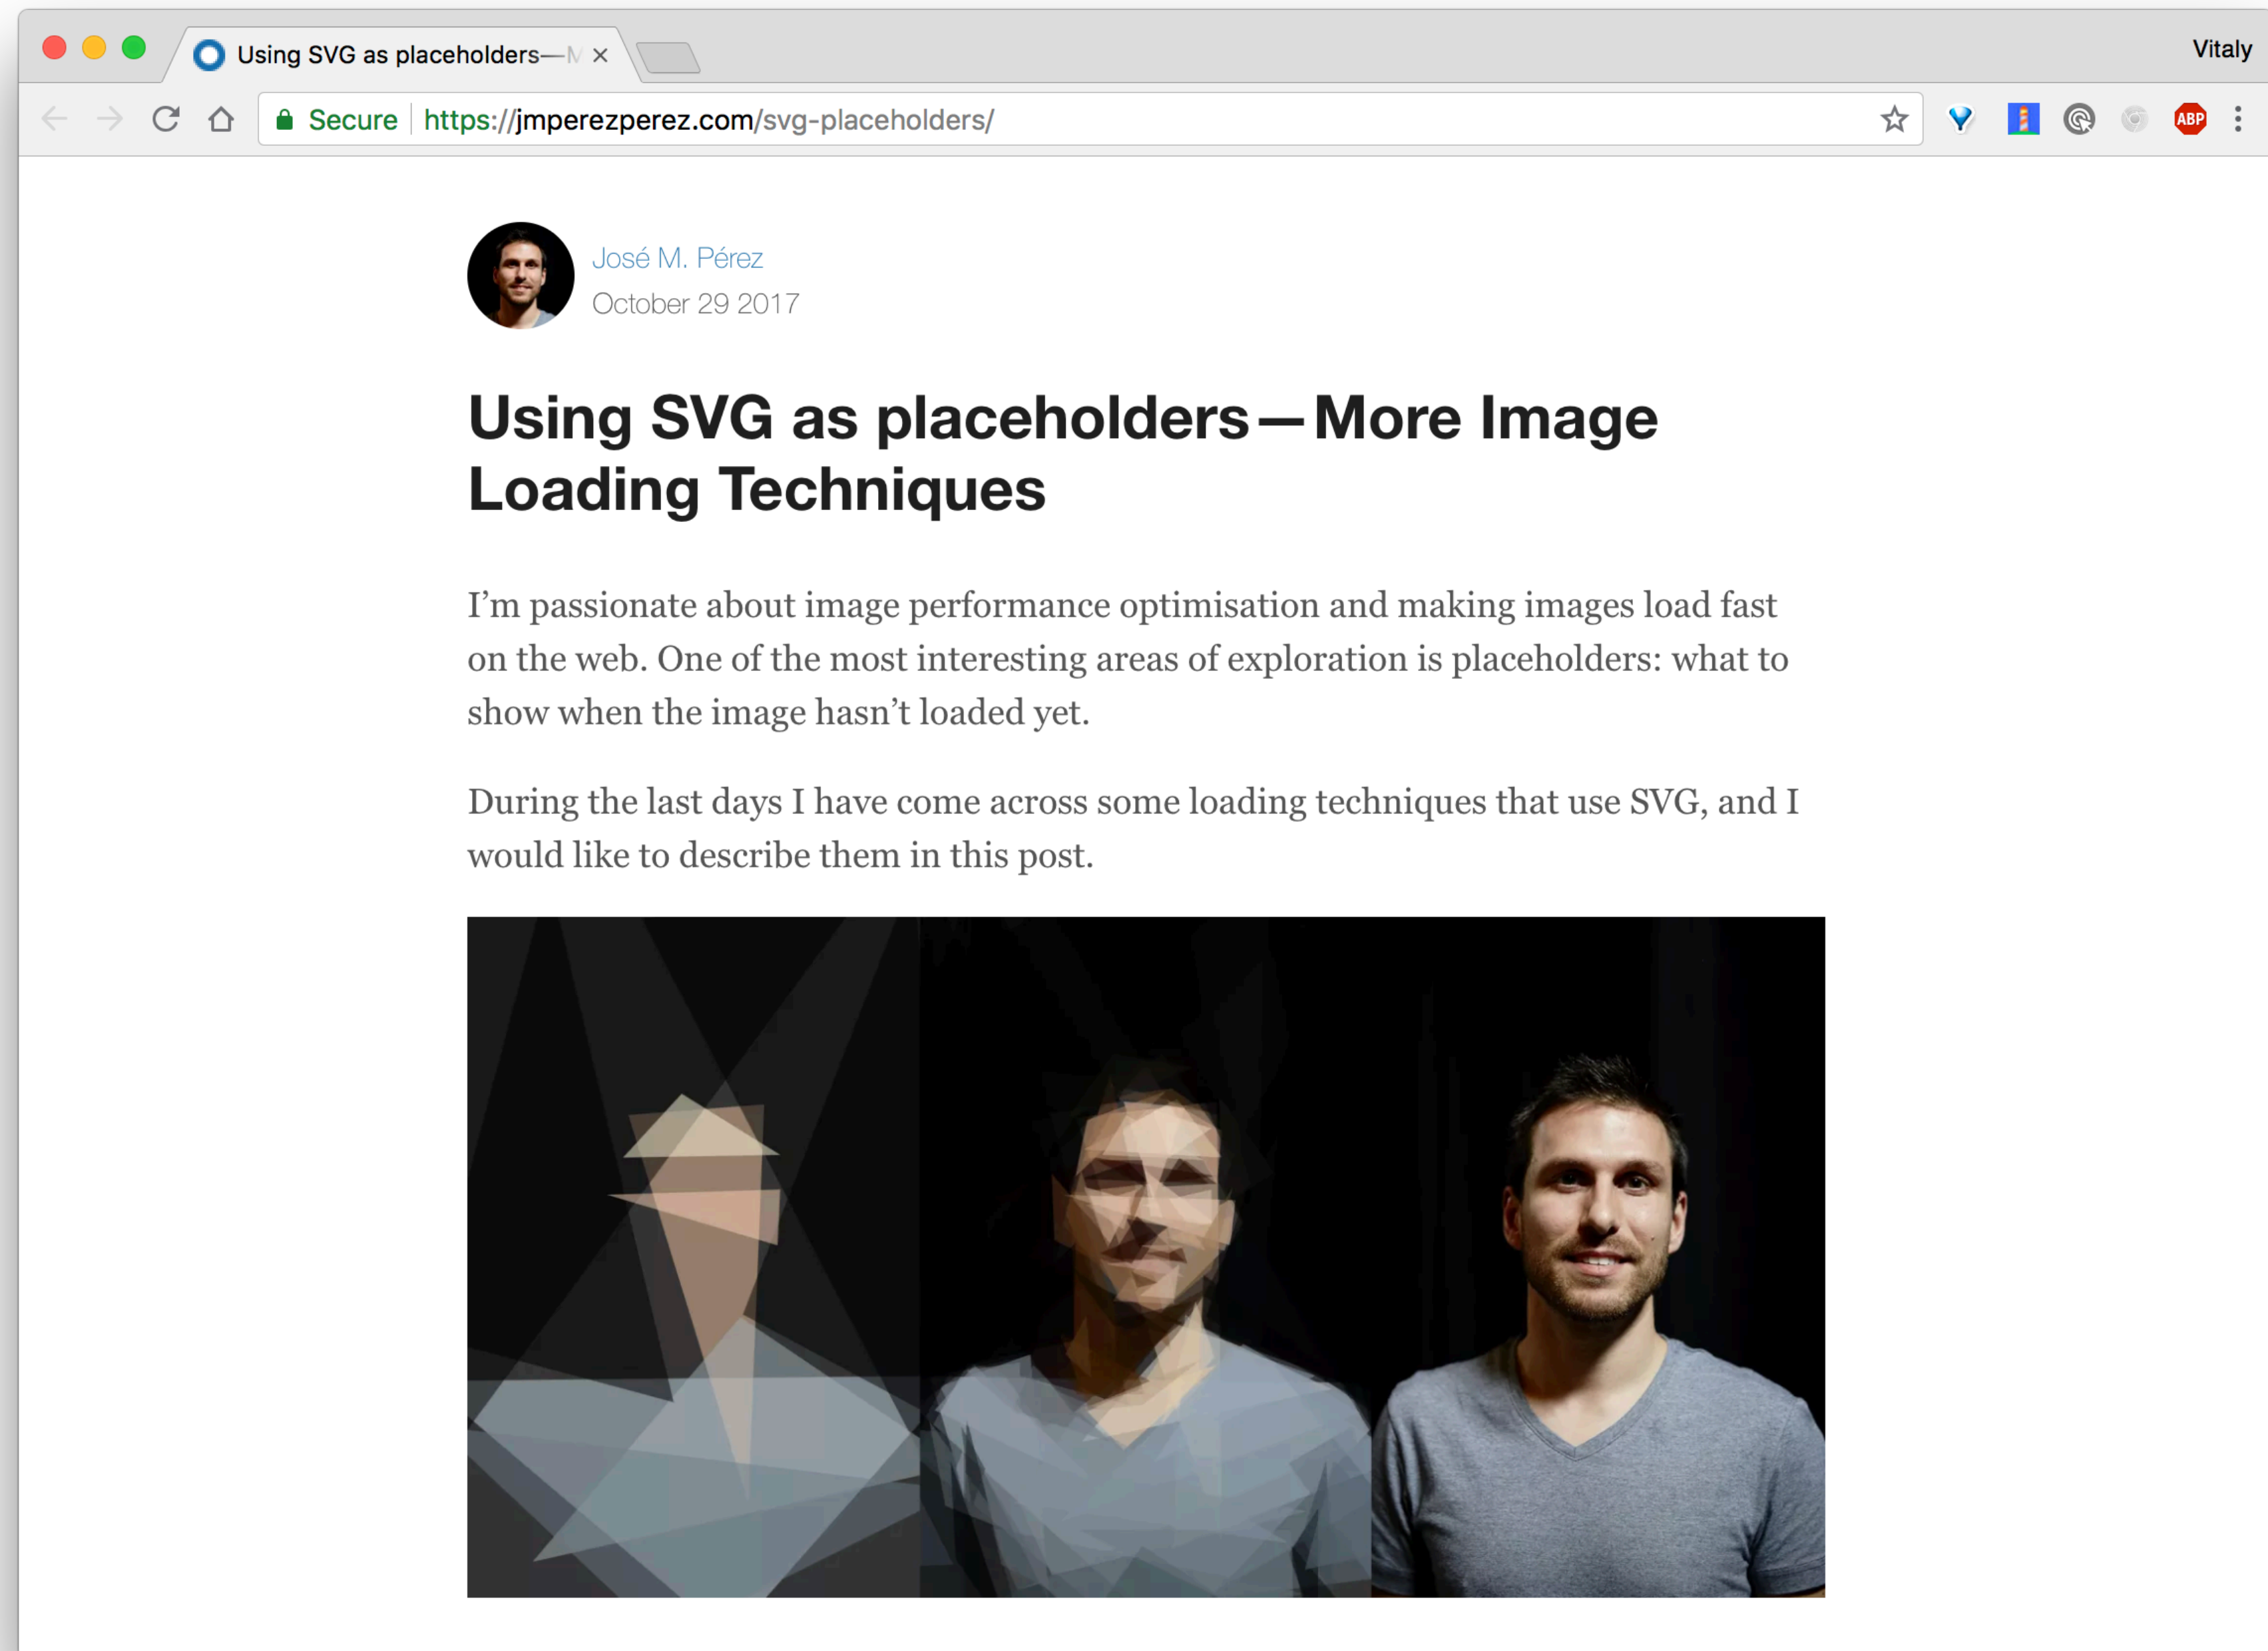 Using SVG as placeholders—M
Vitaly
Secure
https://jmperezperez.com/svg-placeholders/
ABP
José M. Pérez
October 29 2017
Using SVG as placeholders—More Image
Loading Techniques
I’m passionate about image performance optimisation and making images load fast
on the web. One of the most interesting areas of exploration is placeholders: what to
show when the image hasn’t loaded yet.
During the last days I have come across some loading techniques that use SVG, and I
would like to describe them in this post.